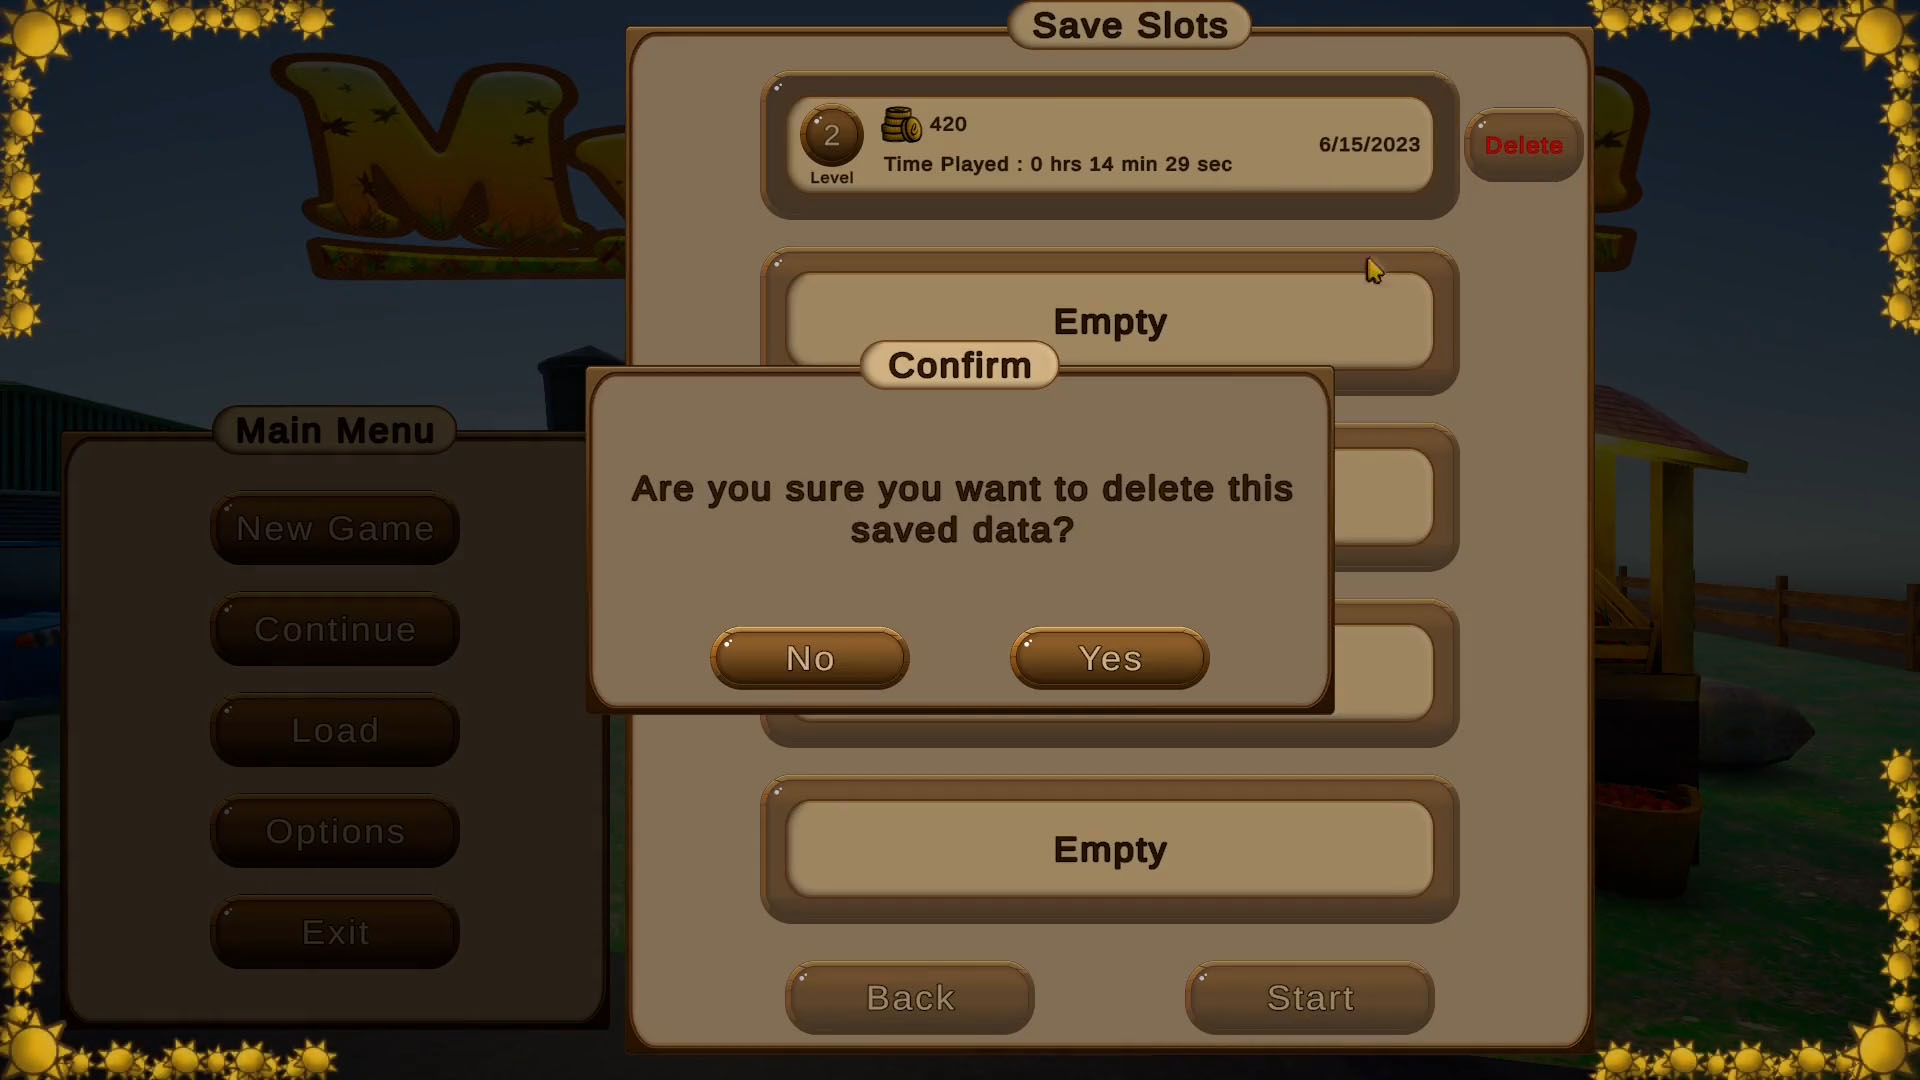 Save Slots
2
Level
420
Time Played : 0 hrs 14 min 29 sec
6/15/2023
Delete
Empty
Confirm
Are you sure you want to delete this
saved data?
No
Yes
Main Menu
New Game
Continue
Load
Options
Exit
Empty
Back
Start